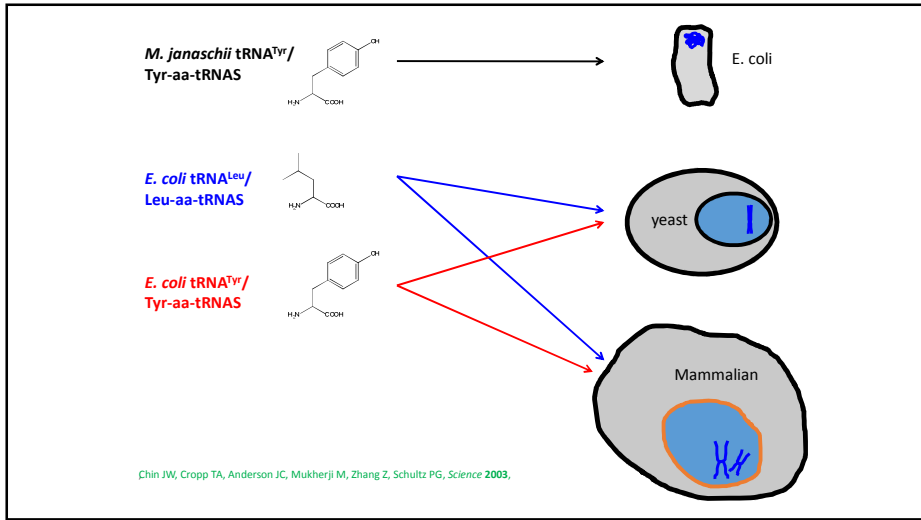 M. janaschii tRNATyr/
Tyr-aa-tRNAS
OH
H2N
COOH
E. coli
E. coli tRNALeu/
Leu-aa-tRNAS
H2N
COOH
yeast
E. coli tRNATyr/
Tyr-aa-tRNAS
OH
H2N
COOH
Mammalian
Chin JW, Cropp TA, Anderson JC, Mukherji M, Zhang Z, Schultz PG, Science 2003,